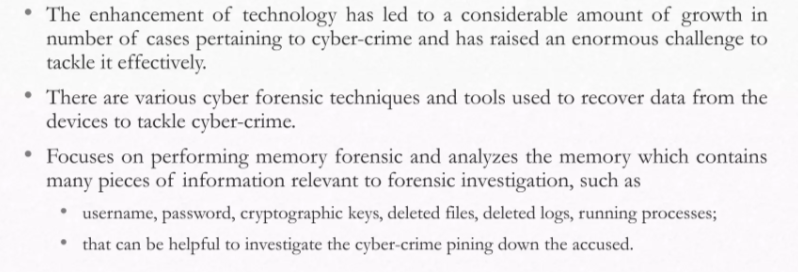 • The enhancement of technology has led to a considerable amount of growth in
number of cases pertaining to cyber-crime and has raised an enormous challenge to
tackle it effectively.
• There are various cyber forensic techniques and tools used to recover data from the
devices to tackle cyber-crime.
• Focuses on performing memory forensic and analyzes the memory which contains
many pieces of information relevant to forensic investigation, such as
• username, password, cryptographic keys, deleted files, deleted logs, running processes;
• that can be helpful to investigate the cyber-crime pining down the accused.